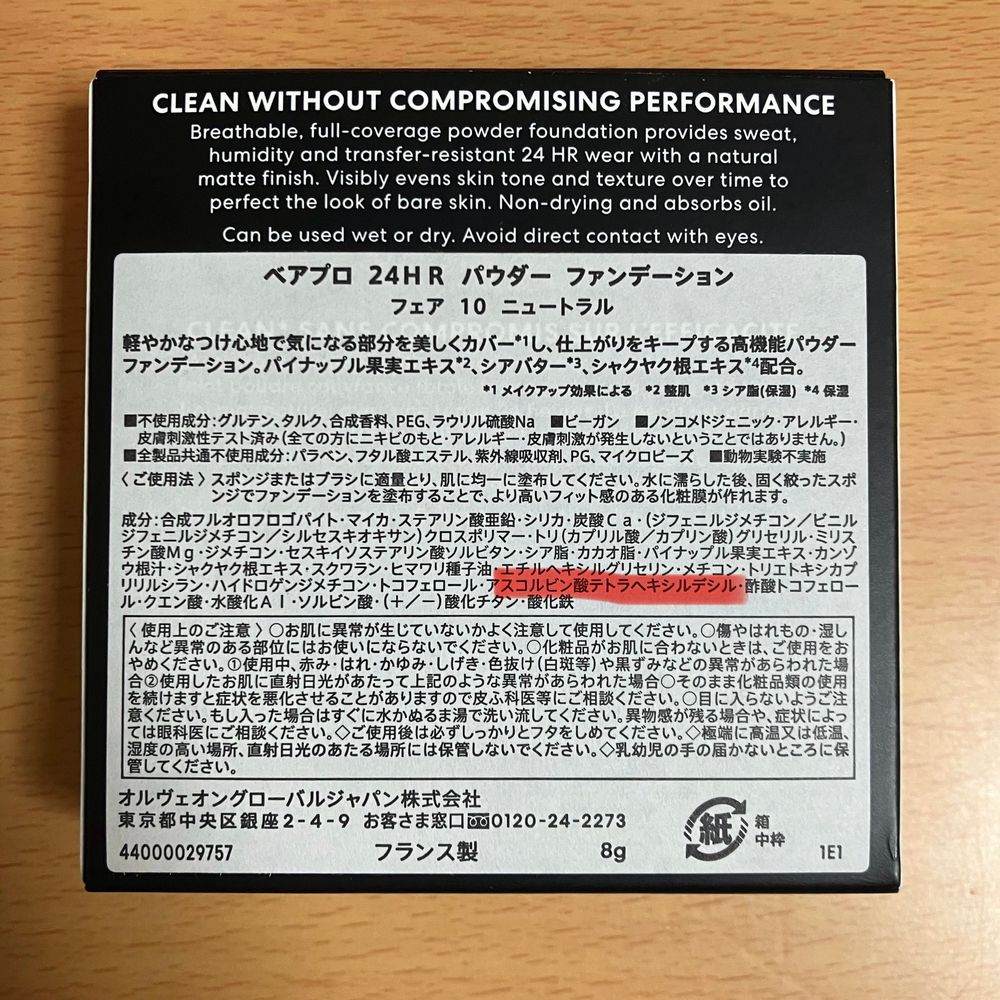 CLEAN WITHOUT COMPROMISING PERFORMANCE
Breathable, full-coverage powder foundation provides sweat,
humidity and transfer-resistant 24 HR wear with a natural
matte finish. Visibly evens skin tone and texture over time to
perfect the look of bare skin. Non-drying and absorbs oil.
Can be used wet or dry. Avoid direct contact with eyes.
ベアプロ 24HR パウダー ファンデーション
フェア 10 ニュートラル
軽やかなつけ心地で気になる部分を美しくカバー*1し、仕上がりをキープする高機能パウダー
ファンデーション。パイナップル果実エキス*2、シアバター*3、シャクヤク根エキス*4配合。
*1 メイクアップ効果による *2 整肌 *3 シア脂(保湿) *4 保湿
■不使用成分:グルテン、タルク、合成香料、PEG、ラウリル硫酸Na ■ビーガン ■ノンコメドジェニック・アレルギー・
皮膚刺激性テスト済み(全ての方にニキビのもと・アレルギー・皮膚刺激が発生しないということではありません。)
■全製品共通不使用成分:パラベン、フタル酸エステル、紫外線吸収剤、PG、マイクロビーズ ■動物実験不実施
〈ご使用法〉スポンジまたはブラシに適量とり、肌に均一に塗布してください。水に濡らした後、固く絞ったスポ
ンジでファンデーションを塗布することで、より高いフィット感のある化粧膜が作れます。
成分:合成フルオロフロゴパイト・マイカ・ステアリン酸亜鉛・シリカ・炭酸Ca・(ジフェニルジメチコン/ビニル
ジフェニルジメチコン/シルセスキオキサン)クロスポリマー・トリ(カプリル酸/カプリン酸)グリセリル・ミリス
チン酸Mg・ジメチコン・セスキイソステアリン酸ソルビタン・シア脂・カカオ脂・パイナップル果実エキス・カンゾ
ウ根汁・シャクヤク根エキス・スクワラン・ヒマワリ種子油・エチルヘキシルグリセリン・メチコン・トリエトキシカプ
リリルシラン・ハイドロゲンジメチコン・トコフェロール・アスコルビン酸テトラヘキシルデシル・酢酸トコフェロー
ル・クエン酸・水酸化Al・ソルビン酸・(+/−)酸化チタン・酸化鉄
〈使用上のご注意〉○お肌に異常が生じていないかよく注意して使用してください。○傷やはれもの・湿し
んなど異常のある部位にはお使いにならないでください。○化粧品がお肌に合わないときは、ご使用をお
やめください。①使用中、赤み・はれ・かゆみ・しげき・色抜け(白斑等)や黒ずみなどの異常があらわれた場
合②使用したお肌に直射日光があたって上記のような異常があらわれた場合○そのまま化粧品類の使用
を続けますと症状を悪化させることがありますので皮ふ科医等にご相談ください。○目に入らないようご注
意ください。もし入った場合はすぐに水かぬるま湯で洗い流してください。異物感が残る場合や、症状によっ
ては眼科医にご相談ください。◇ご使用後は必ずしっかりとフタをしめてください。◇極端に高温又は低温、
湿度の高い場所、直射日光のあたる場所には保管しないでください。◇乳幼児の手の届かないところに保
管してください。
オルヴェオングローバルジャパン株式会社
東京都中央区銀座2-4-9 お客さま窓口0120-24-2273
44000029757 フランス製 8g
紙 箱
中枠
1E1